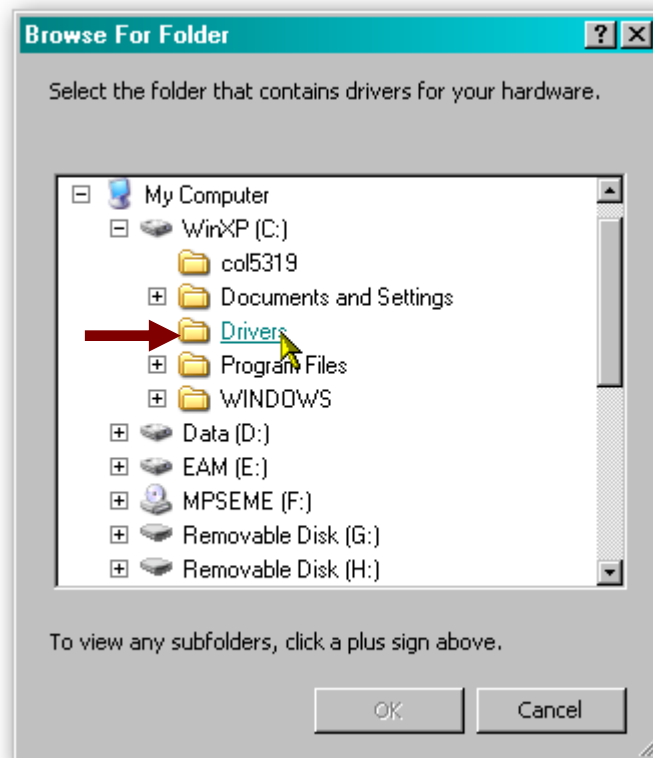 Browse For Folder
Select the folder that contains drivers for your hardware.
My Computer
WinXP (C:)
col5319
Documents and Settings
Drivers
Program Files
WINDOWS
Data (D:)
EAM (E:)
MPSEME (F:)
Removable Disk (G:)
Removable Disk (H:)
To view any subfolders, click a plus sign above.
OK Cancel